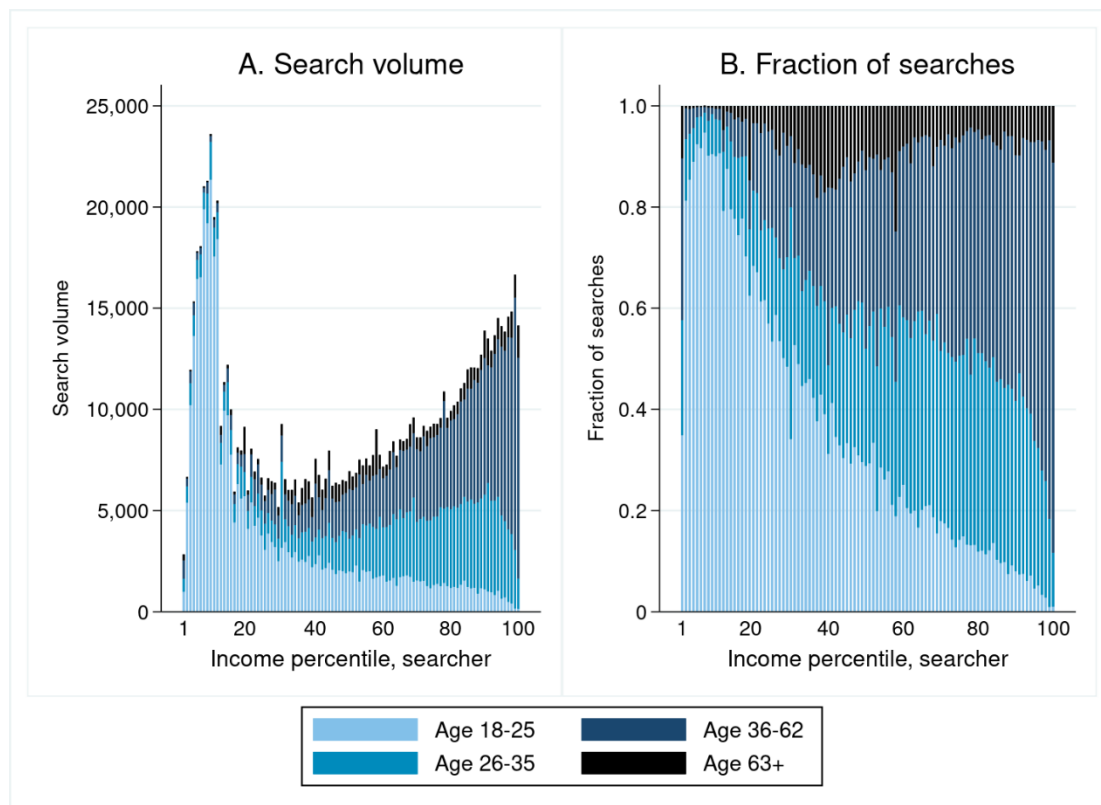 A. Search volume
25,000
20,000
15,000
10,000
5,000
0
Search volume
1 20 40 60 80 100
Income percentile, searcher
B. Fraction of searches
1.0
0.8
0.6
0.4
0.2
0
Fraction of searches
1 20 40 60 80 100
Income percentile, searcher
Age 18-25
Age 36-62
Age 26-35
Age 63+